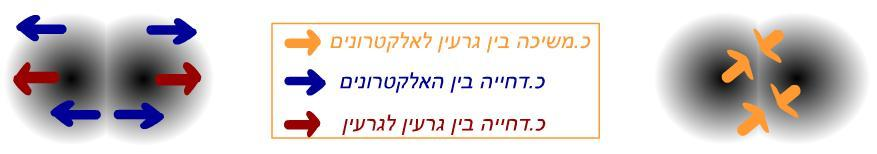 כ.משיכה בין גרעין לאלקטרונים
כ.דחייה בין האלקטרונים
כ.דחייה בין גרעין לגרעין